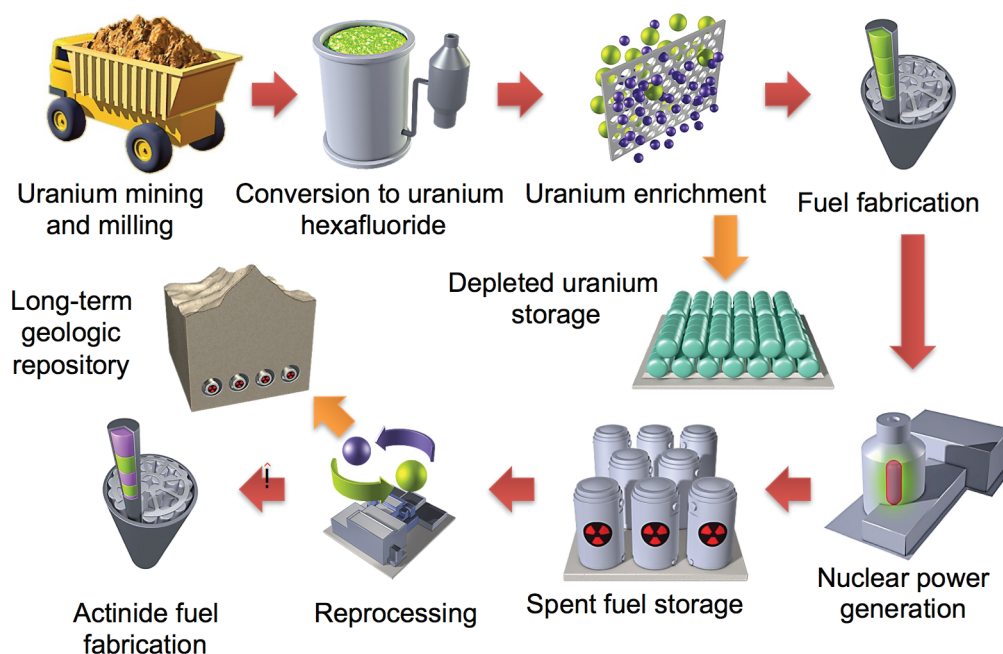 Uranium mining
and milling
Conversion to uranium
hexafluoride
Uranium enrichment
Fuel fabrication
Depleted uranium
storage
Long-term
geologic
repository
Nuclear power
generation
Spent fuel storage
Reprocessing
!
Actinide fuel
fabrication